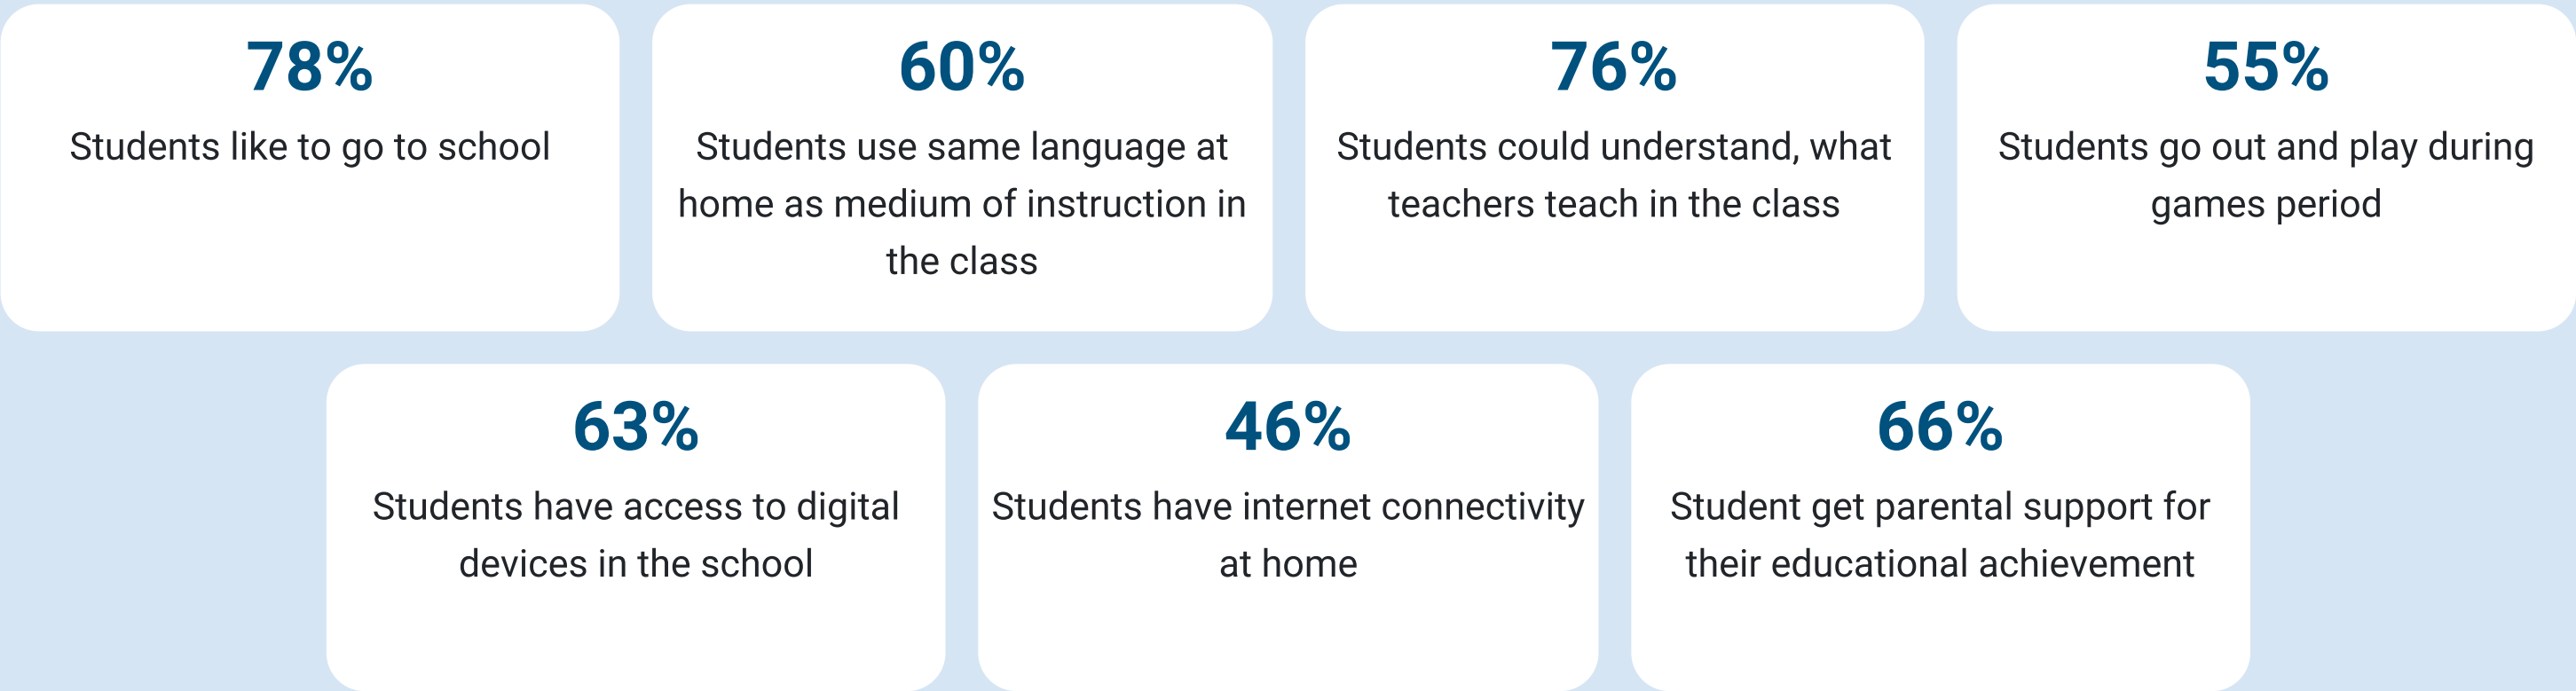 78%
Students like to go to school
60%
Students use same language at
home as medium of instruction in
the class
76%
Students could understand, what
teachers teach in the class
55%
Students go out and play during
games period
63%
Students have access to digital
devices in the school
46%
Students have internet connectivity
at home
66%
Student get parental support for
their educational achievement